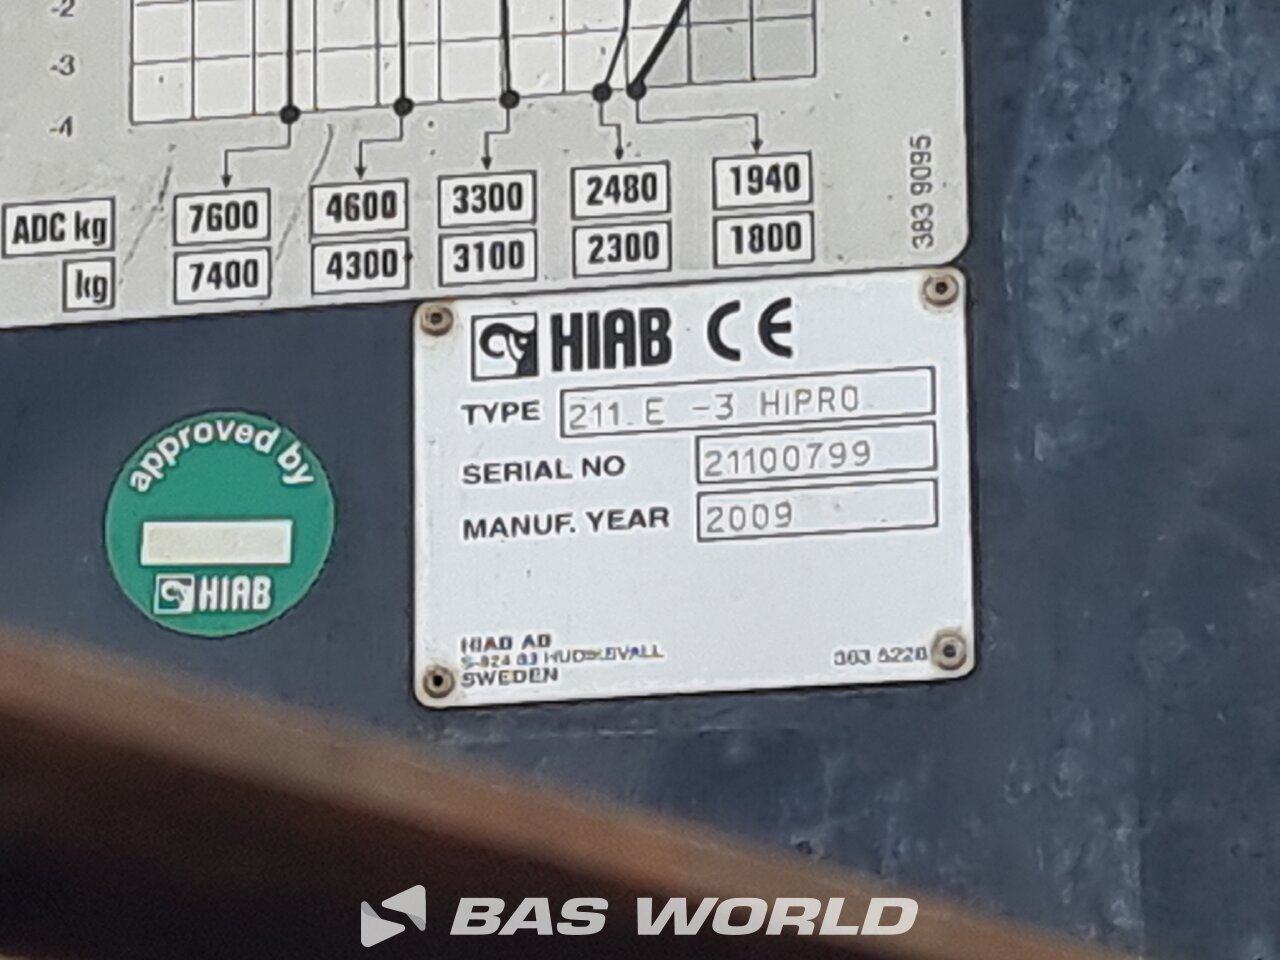 -2
-3
-4
ADC kg 7600 4600 3300 2480 1940
kg 7400 4300 3100 2300 1800
383 9095
HIAB CE
TYPE 211 E -3 HIPRO
SERIAL NO 21100799
MANUF. YEAR 2009
approved by
HIAB
SWEDEN
BAS WORLD